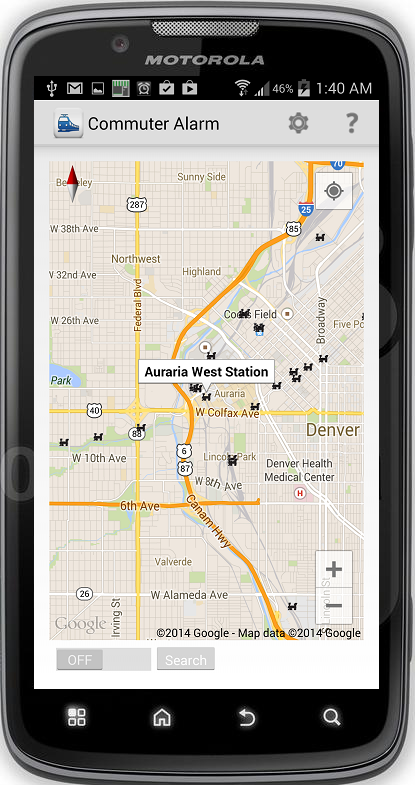 MOTOROLA
46% 1:40 AM
Commuter Alarm
?
Sunny Side
70
287
25
W 38th Ave
85
Northwest
Highland
W 32nd Ave
Federal Blvd
Field
Broadway
W 26th Ave
Five Po
Auraria West Station
Park
Auraria
40
W Colfax Ave
88
Denver
W 10th Ave
6
Lincoln Park
Denver Health
Medical Center
87
W 8th Ave
H
6th Ave
Canam Hwy
Valverde
+
26
W Alameda Ave
−
Irving St
Lincoln St
Google
©2014 Google - Map data ©2014 Google
OFF
Search